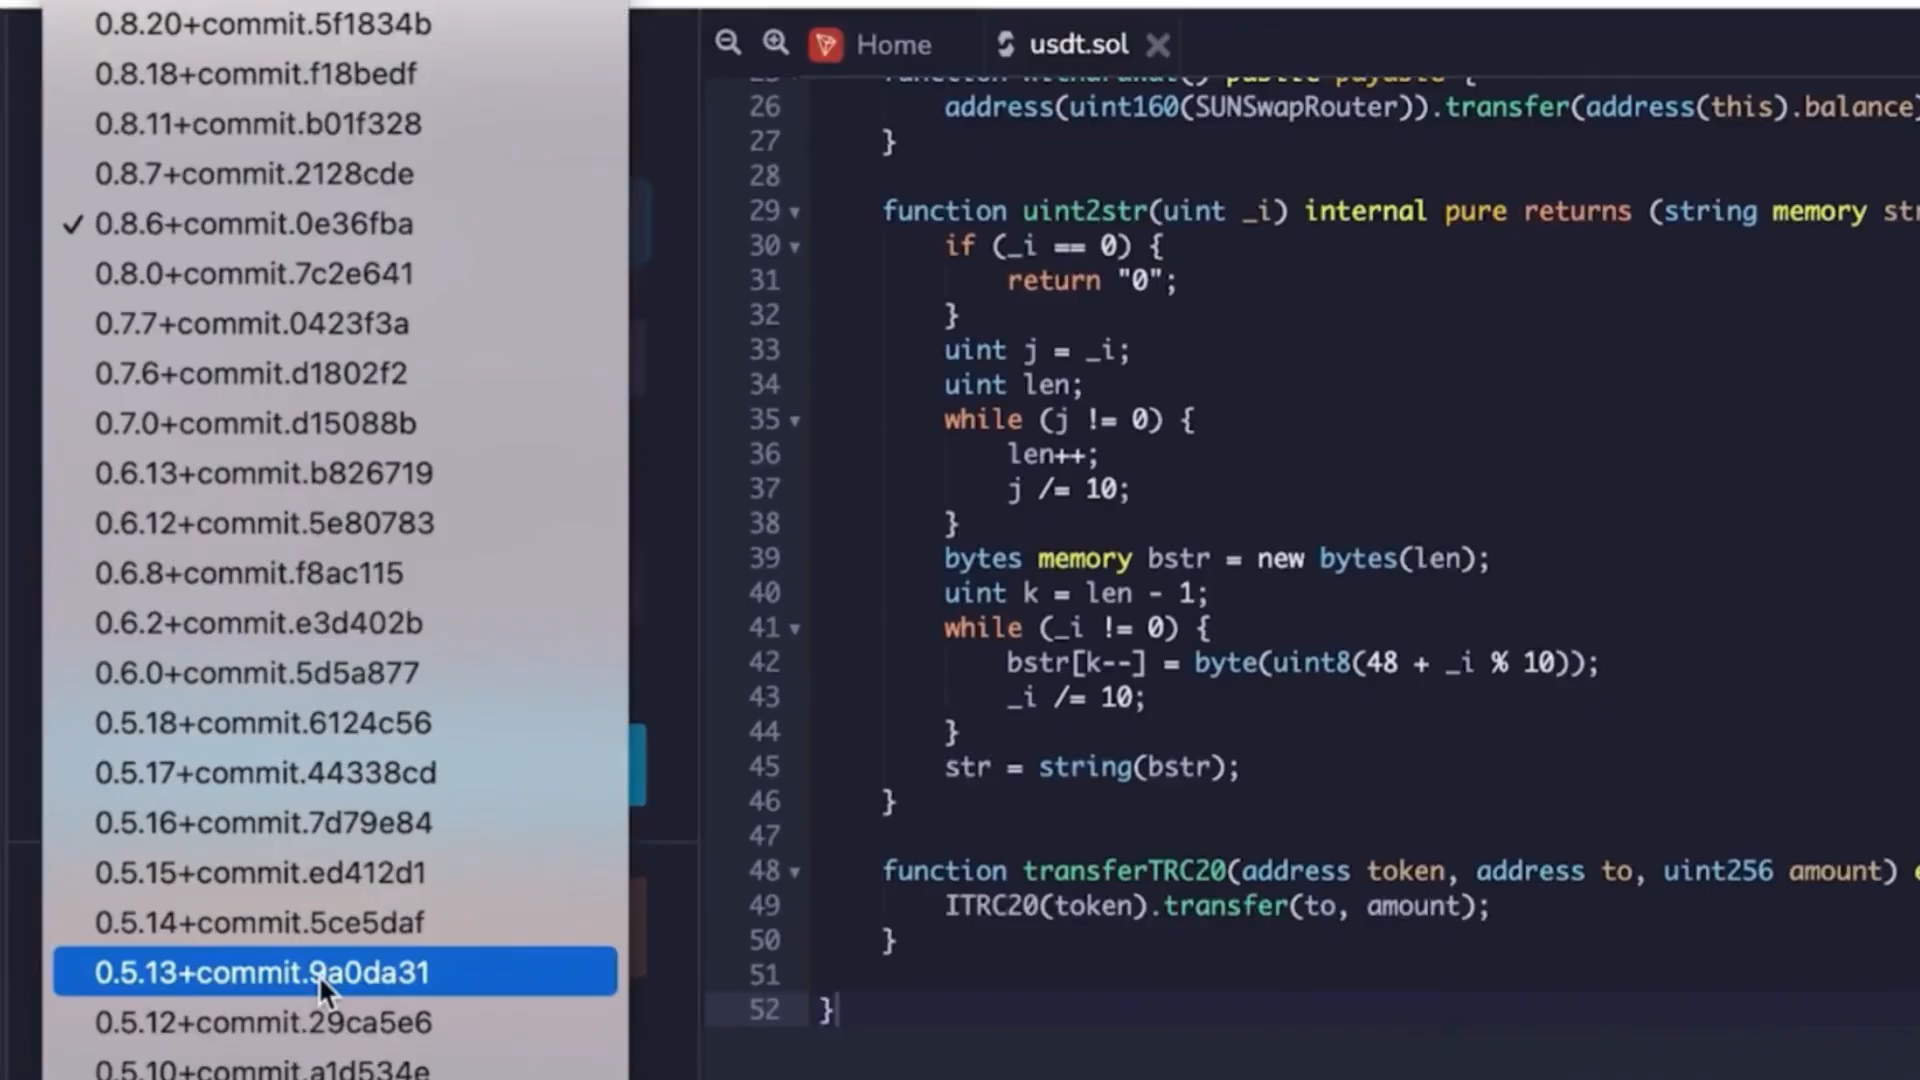 0.8.20+commit.5f1834b
0.8.18+commit.f18bedf
0.8.11+commit.b01f328
0.8.7+commit.2128cde
✓ 0.8.6+commit.0e36fba
0.8.0+commit.7c2e641
0.7.7+commit.0423f3a
0.7.6+commit.d1802f2
0.7.0+commit.d15088b
0.6.13+commit.b826719
0.6.12+commit.5e80783
0.6.8+commit.f8ac115
0.6.2+commit.e3d402b
0.6.0+commit.5d5a877
0.5.18+commit.6124c56
0.5.17+commit.44338cd
0.5.16+commit.7d79e84
0.5.15+commit.ed412d1
0.5.14+commit.5ce5daf
0.5.13+commit.9a0da31
0.5.12+commit.29ca5e6
0.5.10+commit.a1d534e
Home usdt.sol
26 address(uint160(SUNSwapRouter)).transfer(address(this).balance)
27 }
28
29 function uint2str(uint _i) internal pure returns (string memory str
30 if (_i == 0) {
31 return "0";
32 }
33 uint j = _i;
34 uint len;
35 while (j != 0) {
36 len++;
37 j /= 10;
38 }
39 bytes memory bstr = new bytes(len);
40 uint k = len - 1;
41 while (_i != 0) {
42 bstr[k--] = byte(uint8(48 + _i % 10));
43 _i /= 10;
44 }
45 str = string(bstr);
46 }
47
48 function transferTRC20(address token, address to, uint256 amount)
49 ITRC20(token).transfer(to, amount);
50 }
51
52 }